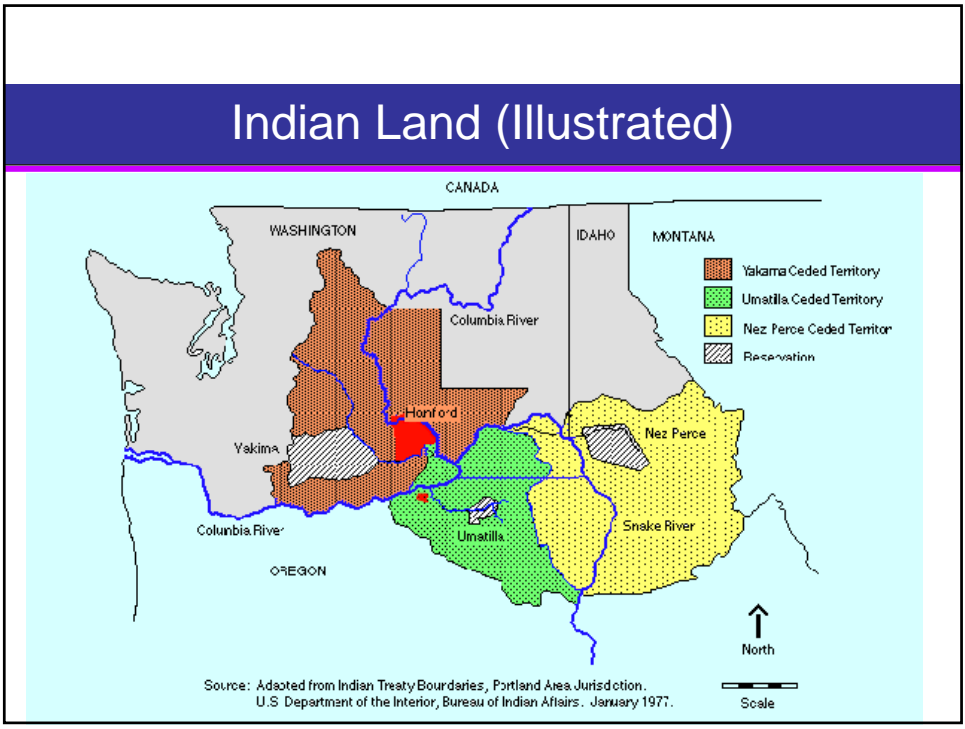 Indian Land (Illustrated)
CANADA
WASHINGTON
IDAHO
MONTANA
Yakama Ceded Territory
Umatilla Ceded Territory
Nez Perce Ceded Territor
Reservation
Columbia River
Hanford
Yakima
Nez Perce
Columbia River
Umatilla
Snake River
OREGON
North
Scale
Source: Adapted from Indian Treaty Boundaries, Portland Area Jurisdiction.
U.S. Department of the Interior, Bureau of Indian Affairs. January 1977.